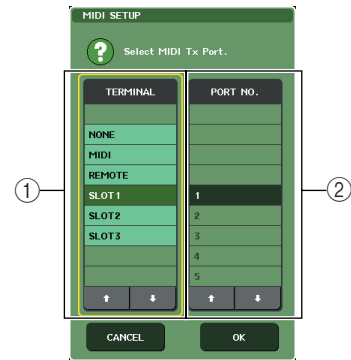 MIDI SETUP
?
Select MIDI Tx Port.
TERMINAL PORT NO.
NONE
MIDI
REMOTE
SLOT1 1
SLOT2 2
SLOT3 3
4
5
CANCEL OK
1
2